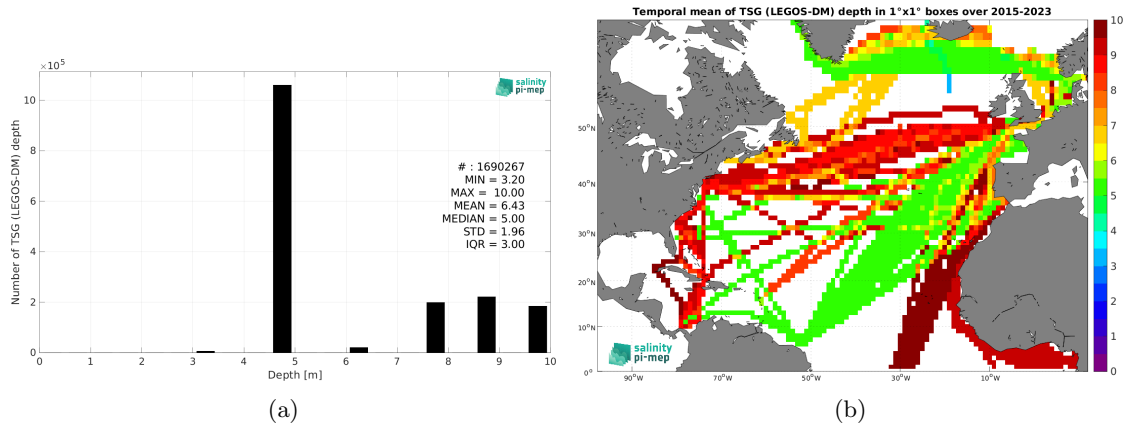 ×10⁵
Number of TSG (LEGOS-DM) depth
10
8
6
4
2
0
salinity
pi-mep
# : 1690267
MIN = 3.20
MAX = 10.00
MEAN = 6.43
MEDIAN = 5.00
STD = 1.96
IQR = 3.00
0 1 2 3 4 5 6 7 8 9 10
Depth [m]
(a)
Temporal mean of TSG (LEGOS-DM) depth in 1°x1° boxes over 2015-2023
50°N
40°N
30°N
20°N
10°N
0°
90°W 70°W 50°W 30°W 10°W
salinity
pi-mep
10
9
8
7
6
5
4
3
2
1
0
(b)